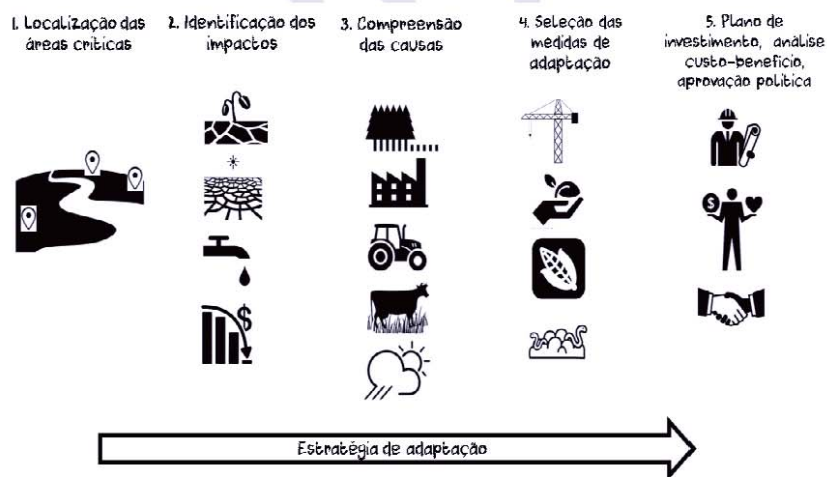 1. Localização das
áreas críticas
2. Identificação dos
impactos
3. Compreensão
das causas
4. Seleção das
medidas de
adaptação
5. Plano de
investimento, análise
custo-benefício,
aprovação política
$
$
Estratégia de adaptação